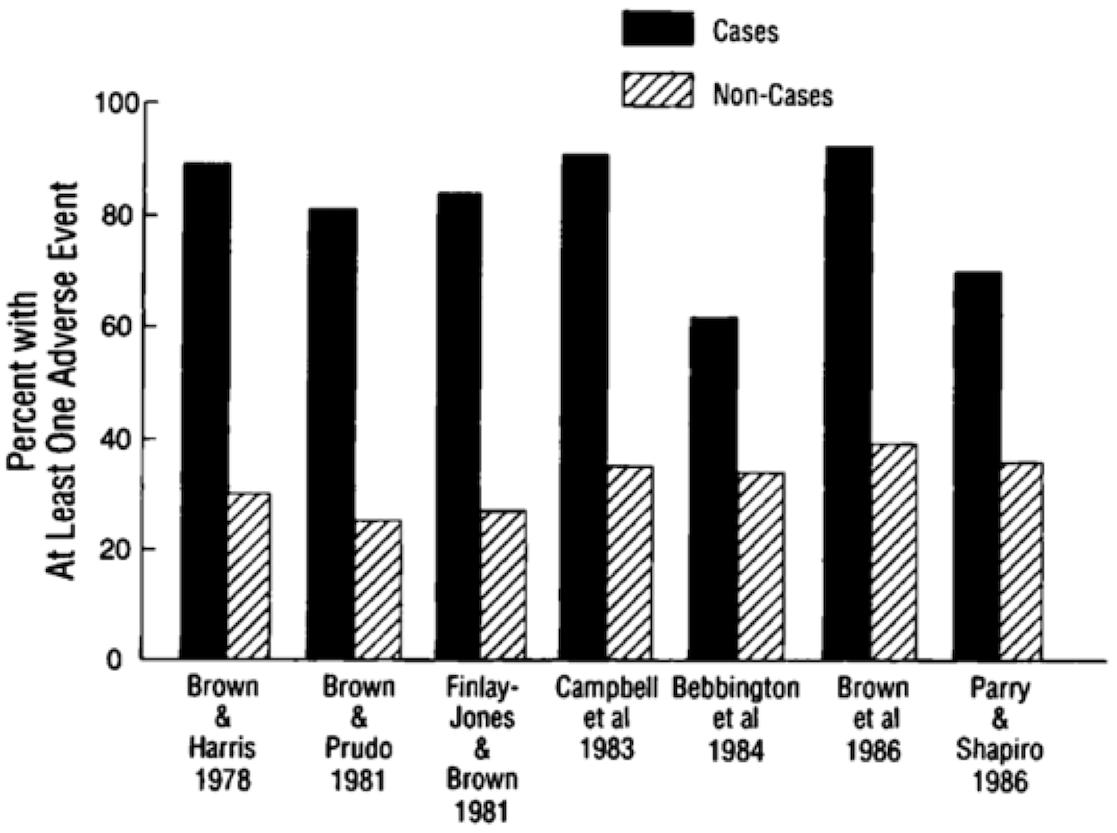 Cases
Non-Cases
Percent with
At Least One Adverse Event
100
80
60
40
20
0
Brown
&
Harris
1978
Brown
&
Prudo
1981
Finlay-
Jones
&
Brown
1981
Campbell
et al
1983
Bebbington
et al
1984
Brown
et al
1986
Parry
&
Shapiro
1986